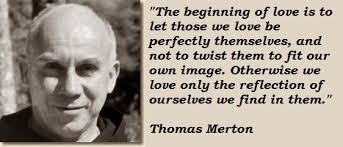 "The beginning of love is to
let those we love be
perfectly themselves, and
not to twist them to fit our
own image. Otherwise we
love only the reflection of
ourselves we find in them."
Thomas Merton